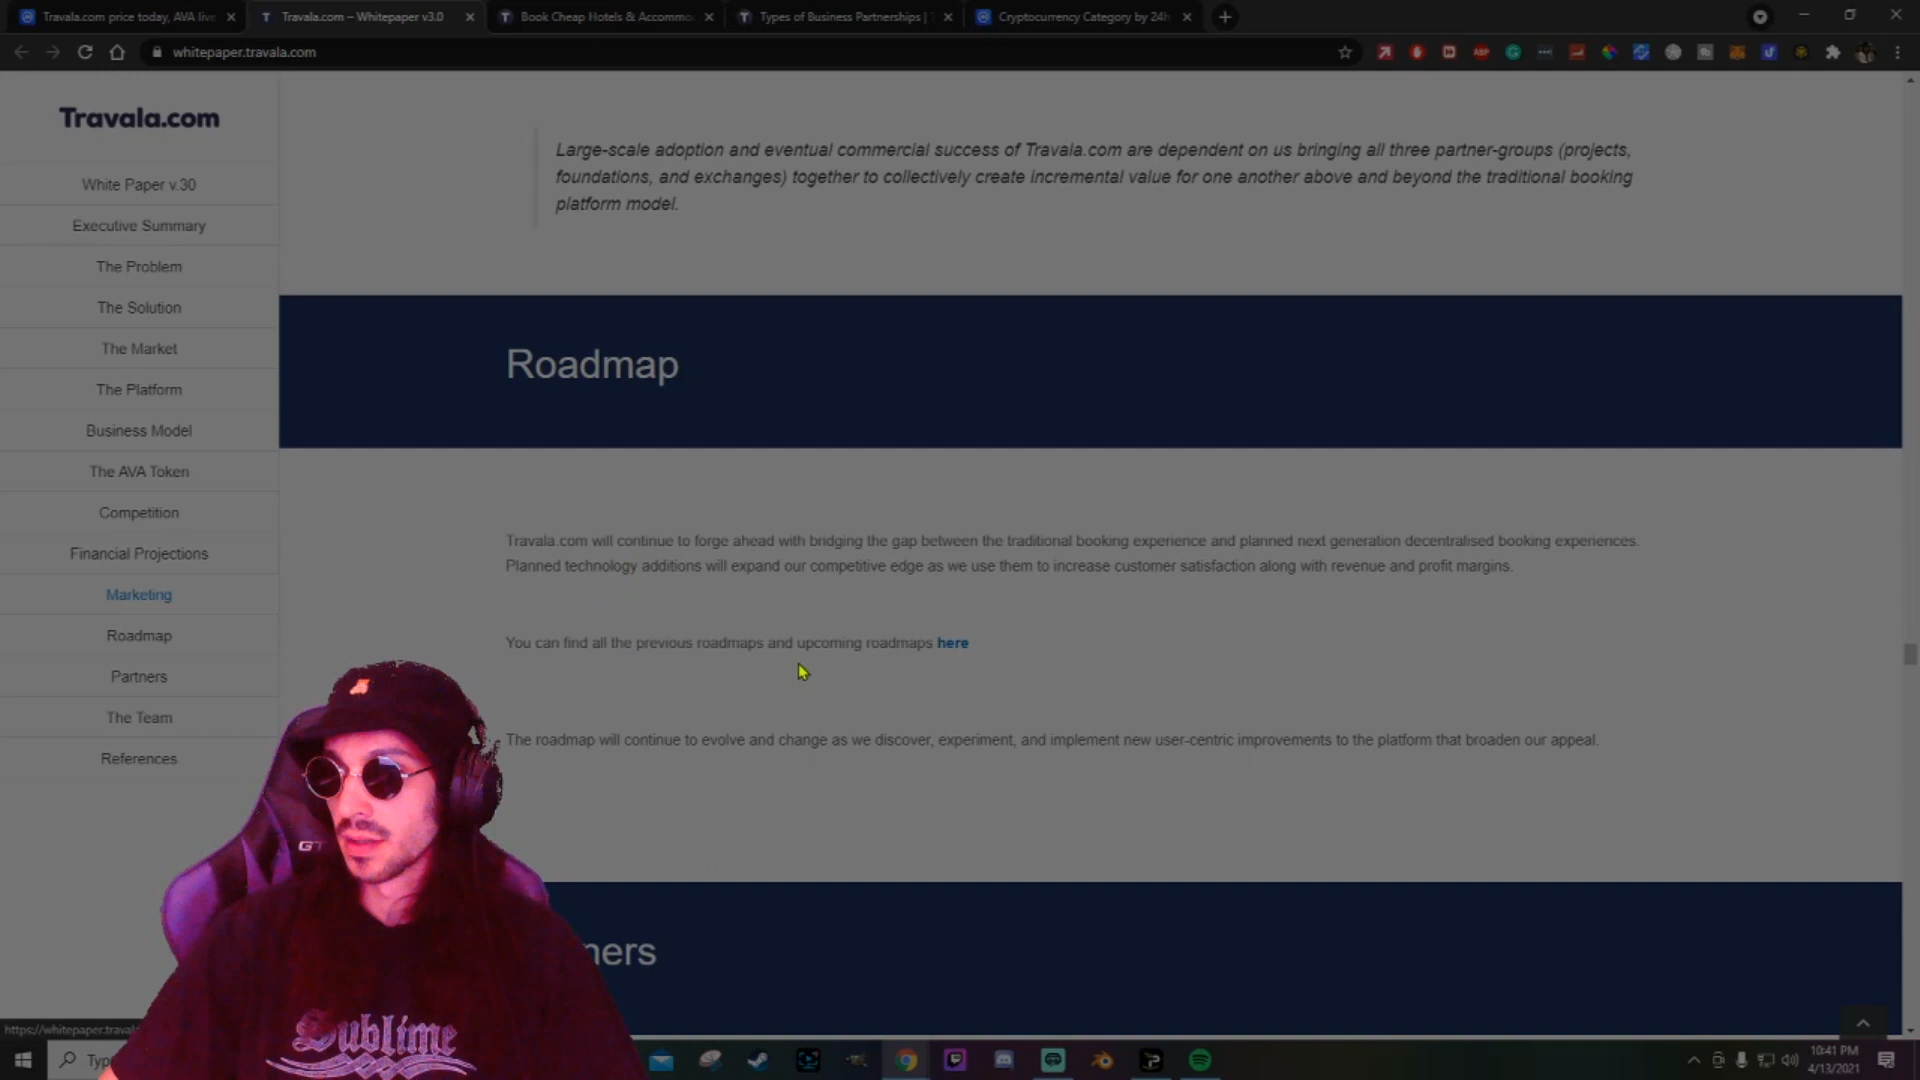 Travala.com price today, AVA live
Travala.com – Whitepaper v3.0
Book Cheap Hotels & Accommo
Types of Business Partnerships |
Cryptocurrency Category by 24h
whitepaper.travala.com
ABP
Travala.com
White Paper v.30
Executive Summary
The Problem
The Solution
The Market
The Platform
Business Model
The AVA Token
Competition
Financial Projections
Marketing
Roadmap
Partners
The Team
References
Large-scale adoption and eventual commercial success of Travala.com are dependent on us bringing all three partner-groups (projects,
foundations, and exchanges) together to collectively create incremental value for one another above and beyond the traditional booking
platform model.
Roadmap
Travala.com will continue to forge ahead with bridging the gap between the traditional booking experience and planned next generation decentralised booking experiences.
Planned technology additions will expand our competitive edge as we use them to increase customer satisfaction along with revenue and profit margins.
You can find all the previous roadmaps and upcoming roadmaps here
The roadmap will continue to evolve and change as we discover, experiment, and implement new user-centric improvements to the platform that broaden our appeal.
ners
GT
Sublime
https://whitepaper.travala
Type
10:41 PM
4/13/2021